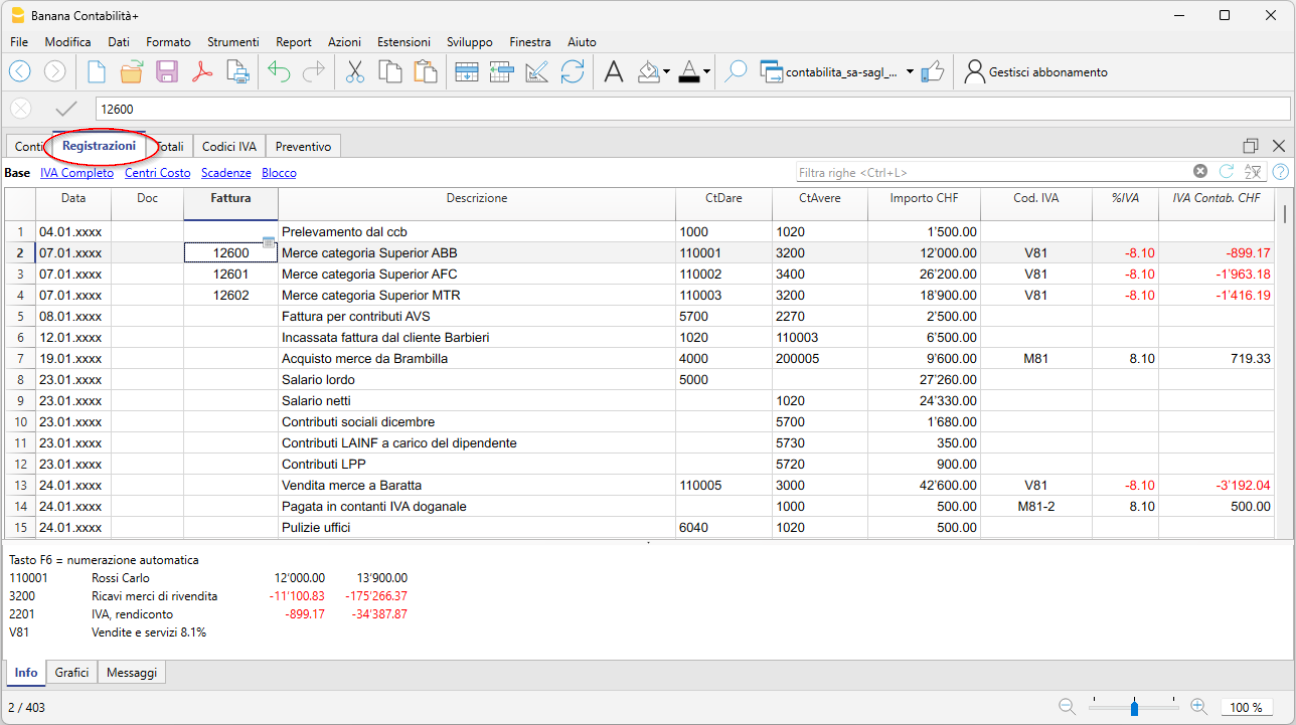 Banana Contabilità+
File Modifica Dati Formato Strumenti Report Azioni Estensioni Sviluppo Finestra Aiuto
contabilita_sa-sagl_... Gestisci abbonamento
12600
Conti Registrazioni Totali Codici IVA Preventivo
Base IVA Completo Centri Costo Scadenze Blocco Filtra righe <Ctrl+L>
Data Doc Fattura Descrizione CtDare CtAvere Importo CHF Cod. IVA %IVA IVA Contab. CHF
1 04.01.xxxx Prelevamento dal ccb 1000 1020 1'500.00
2 07.01.xxxx 12600 Merce categoria Superior ABB 110001 3200 12'000.00 V81 -8.10 -899.17
3 07.01.xxxx 12601 Merce categoria Superior AFC 110002 3400 26'200.00 V81 -8.10 -1'963.18
4 07.01.xxxx 12602 Merce categoria Superior MTR 110003 3200 18'900.00 V81 -8.10 -1'416.19
5 08.01.xxxx Fattura per contributi AVS 5700 2270 2'500.00
6 12.01.xxxx Incassata fattura dal cliente Barbieri 1020 110003 6'500.00
7 19.01.xxxx Acquisto merce da Brambilla 4000 200005 9'600.00 M81 8.10 719.33
8 23.01.xxxx Salario lordo 5000 27'260.00
9 23.01.xxxx Salario netti 1020 24'330.00
10 23.01.xxxx Contributi sociali dicembre 5700 1'680.00
11 23.01.xxxx Contributi LAINF a carico del dipendente 5730 350.00
12 23.01.xxxx Contributi LPP 5720 900.00
13 24.01.xxxx Vendita merce a Baratta 110005 3000 42'600.00 V81 -8.10 -3'192.04
14 24.01.xxxx Pagata in contanti IVA doganale 1000 500.00 M81-2 8.10 500.00
15 24.01.xxxx Pulizie uffici 6040 1020 500.00
Tasto F6 = numerazione automatica
110001 Rossi Carlo 12'000.00 13'900.00
3200 Ricavi merci di rivendita -11'100.83 -175'266.37
2201 IVA, rendiconto -899.17 -34'387.87
V81 Vendite e servizi 8.1%
Info Grafici Messaggi
2 / 403 100 %